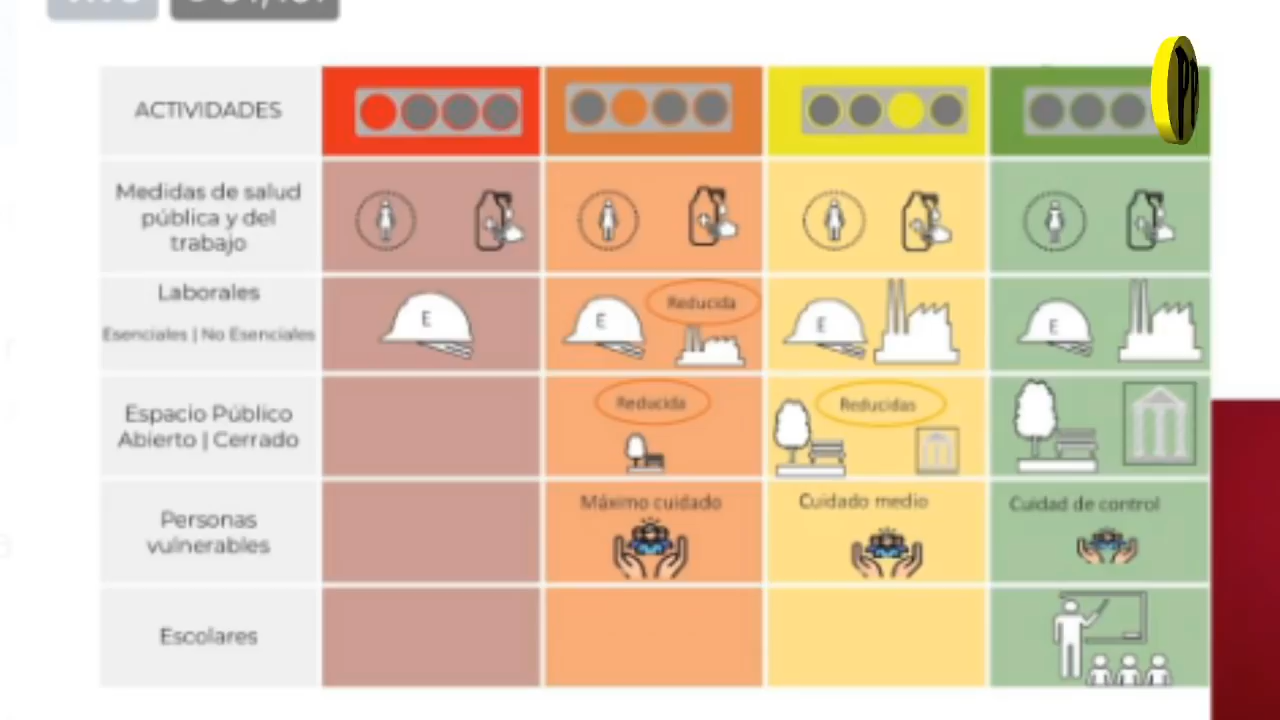 ACTIVIDADES
Medidas de salud
pública y del
trabajo
Laborales
Esenciales | No Esenciales
E
E
Reducida
E
E
Espacio Público
Abierto | Cerrado
Reducida
Reducidas
Personas
vulnerables
Máximo cuidado
Cuidado medio
Cuidad de control
Escolares